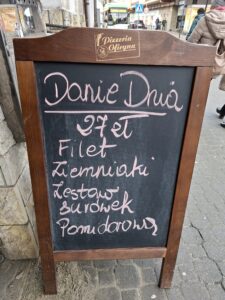 Pizzeria
Oficyna
Danie Dnia
27 zł
Filet
Ziemniaki
Zestaw
surówek
Pomidorowa